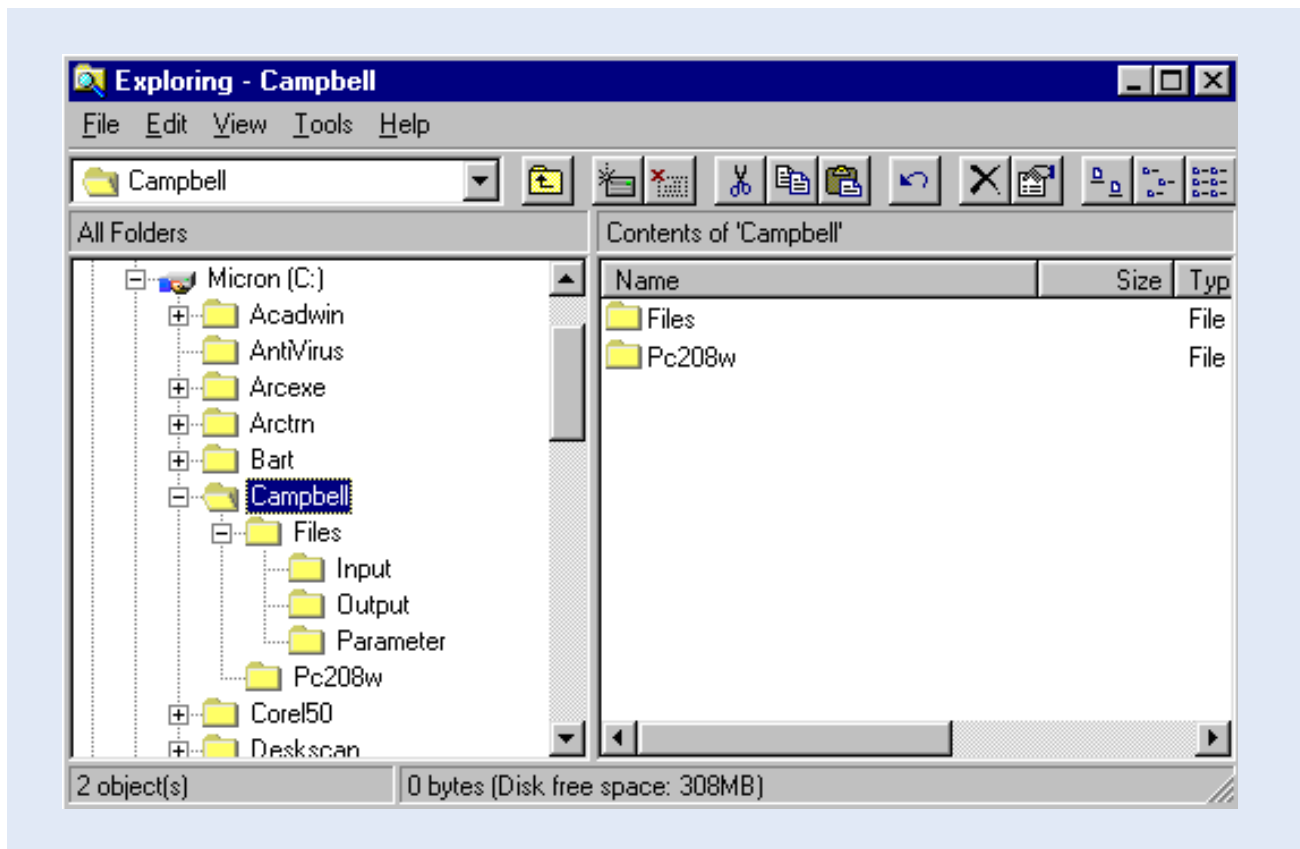 Exploring - Campbell
File Edit View Tools Help
Campbell
All Folders
Contents of 'Campbell'
Micron (C:)
Acadwin
AntiVirus
Arcexe
Arctrn
Bart
Campbell
Files
Input
Output
Parameter
Pc208w
Corel50
Deskscan
Name Size Typ
Files File
Pc208w File
2 object(s)
0 bytes (Disk free space: 308MB)